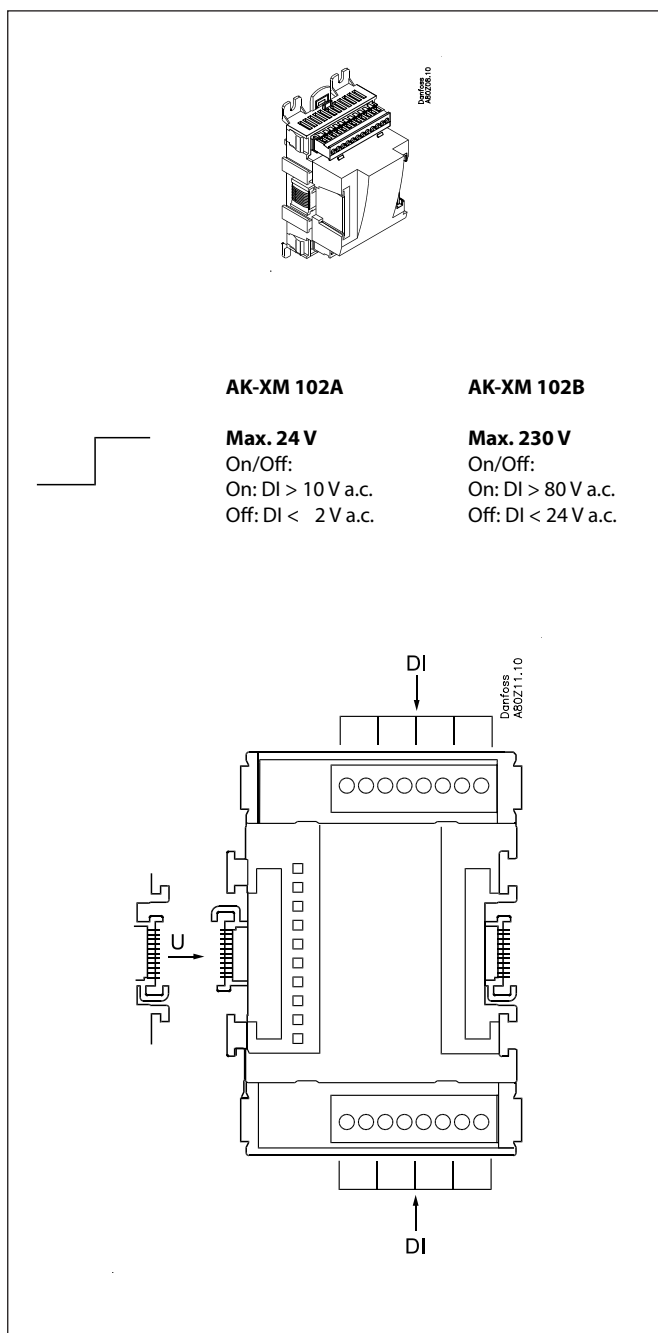 Danfoss
A80Z08.10
AK-XM 102A
Max. 24 V
On/Off:
On: DI > 10 V a.c.
Off: DI < 2 V a.c.
AK-XM 102B
Max. 230 V
On/Off:
On: DI > 80 V a.c.
Off: DI < 24 V a.c.
DI
Danfoss
A80Z11.10
U
DI